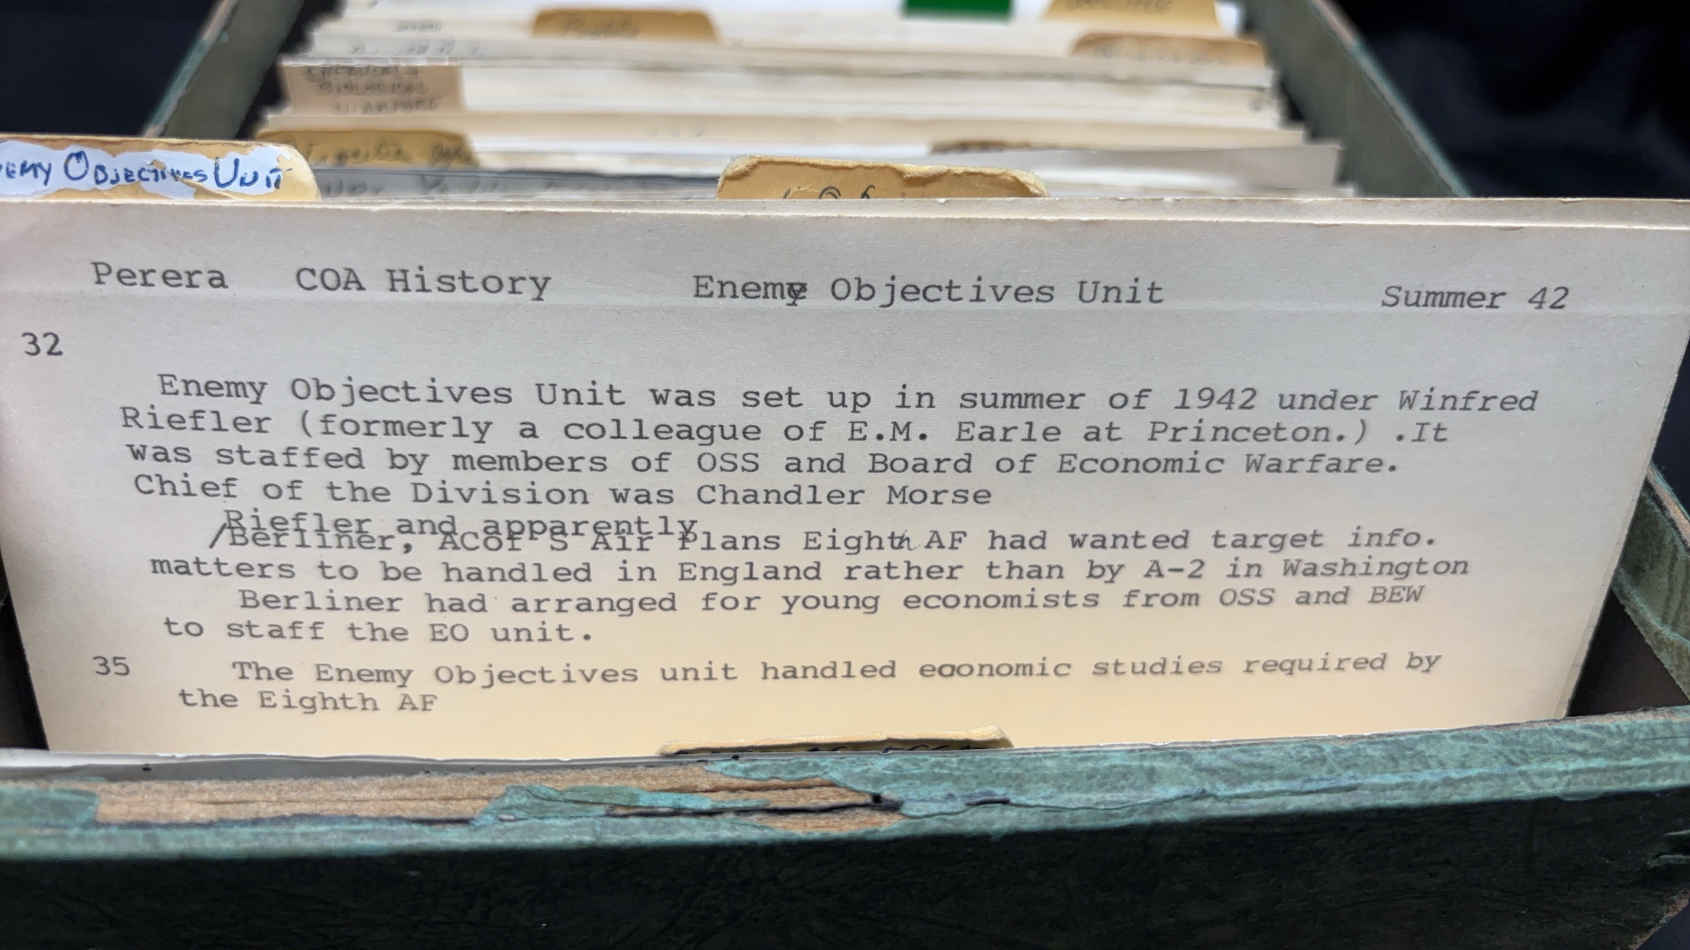 Objectives Unit
Perera COA History Enemy Objectives Unit Summer 42
32
Enemy Objectives Unit was set up in summer of 1942 under Winfred
Riefler (formerly a colleague of E.M. Earle at Princeton.) .It
was staffed by members of OSS and Board of Economic Warfare.
Chief of the Division was Chandler Morse
Riefler and apparently
/Berliner, ACof S Air Plans Eighth AF had wanted target info.
matters to be handled in England rather than by A-2 in Washington
Berliner had arranged for young economists from OSS and BEW
to staff the EO unit.
35 The Enemy Objectives unit handled eaonomic studies required by
the Eighth AF